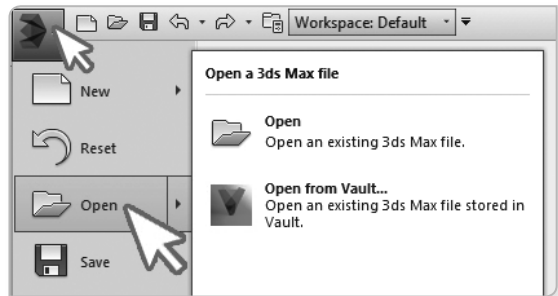 Workspace: Default
New
Reset
Open
Save
Open a 3ds Max file
Open
Open an existing 3ds Max file.
Open from Vault...
Open an existing 3ds Max file stored in
Vault.